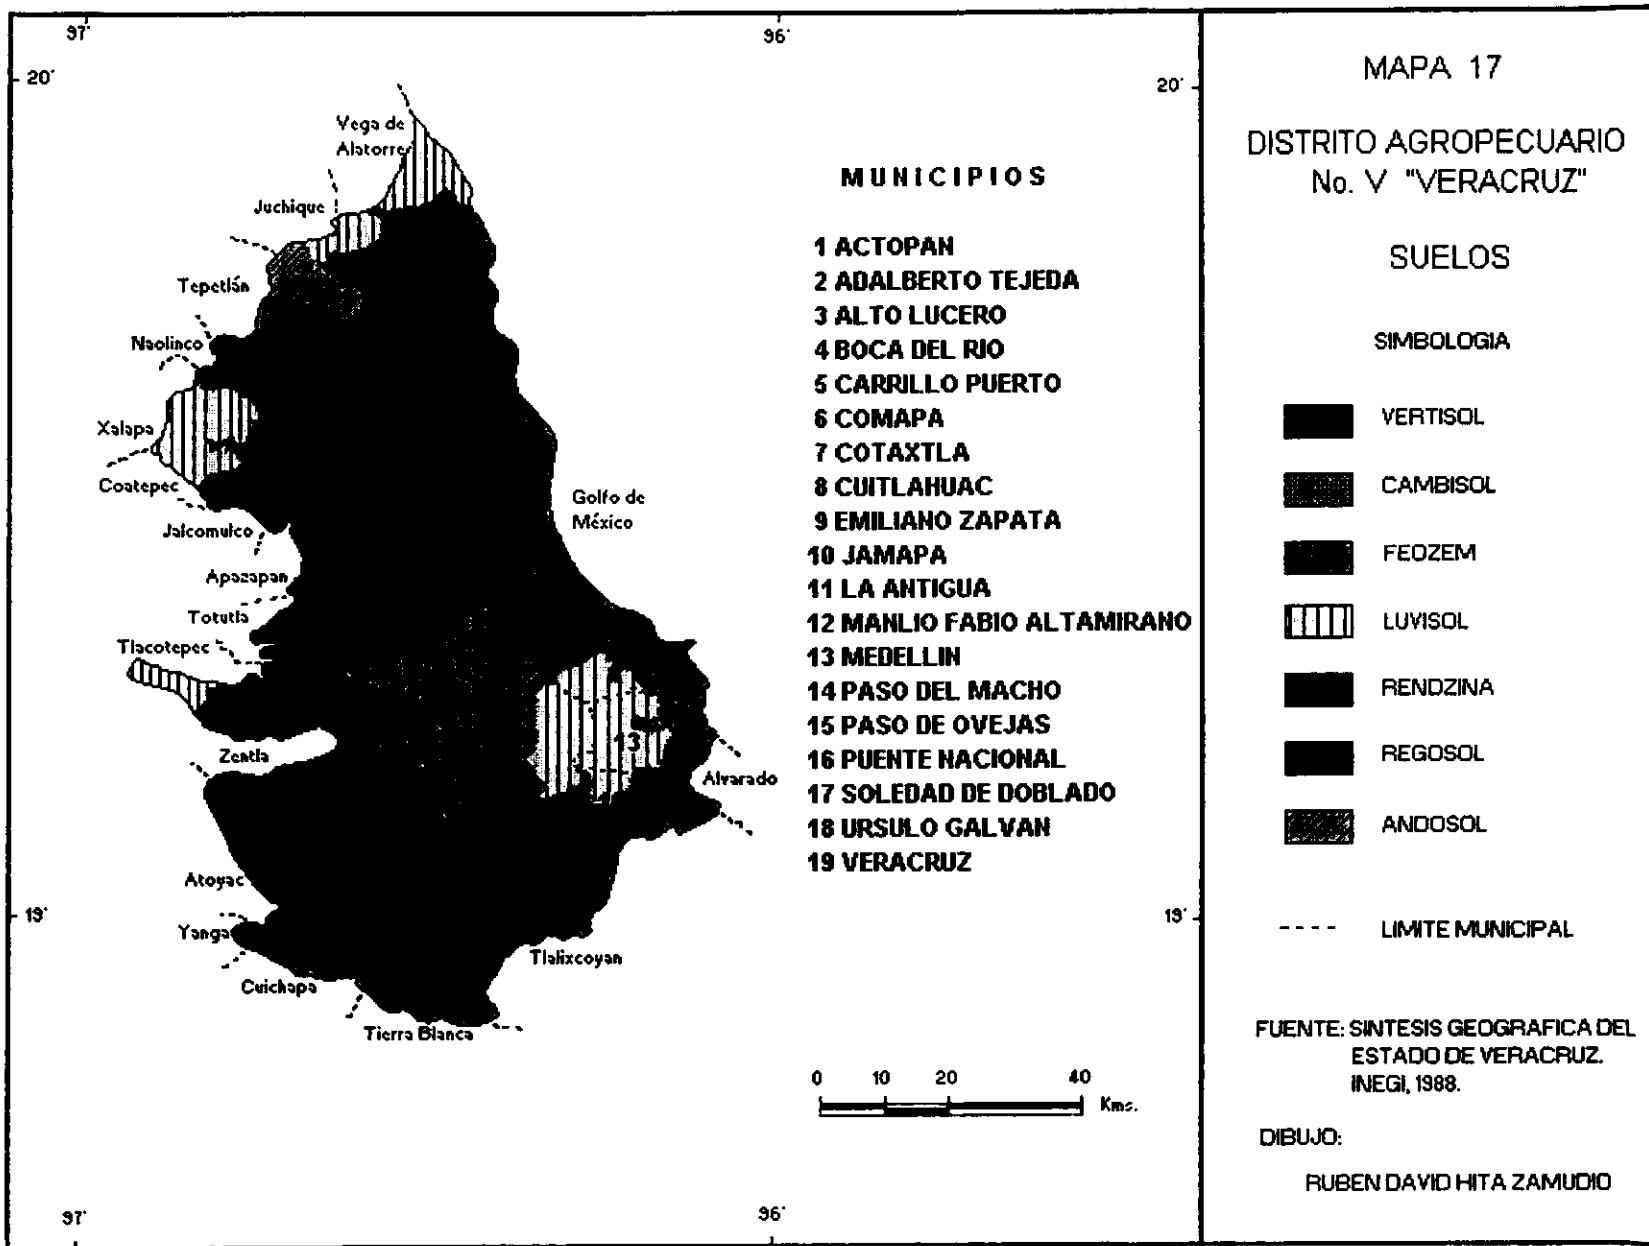 97'
96'
20'
20'
Vega de
Alatorre
Juchique
Tepetlán
Naolinco
Xalapa
Coatepec
Jalcomulco
Apazapan
Totutla
Tlacotepec
Zentla
Atoyac
Yanga
Cuichapa
Tierra Blanca
Tlalixcoyan
Alvarado
Golfo de
México
13
19'
19'
97'
96'
MUNICIPIOS
1 ACTOPAN
2 ADALBERTO TEJEDA
3 ALTO LUCERO
4 BOCA DEL RIO
5 CARRILLO PUERTO
6 COMAPA
7 COTAXTLA
8 CUITLAHUAC
9 EMILIANO ZAPATA
10 JAMAPA
11 LA ANTIGUA
12 MANLIO FABIO ALTAMIRANO
13 MEDELLIN
14 PASO DEL MACHO
15 PASO DE OVEJAS
16 PUENTE NACIONAL
17 SOLEDAD DE DOBLADO
18 URSULO GALVAN
19 VERACRUZ
0 10 20 40
Kms.
MAPA 17
DISTRITO AGROPECUARIO
No. V "VERACRUZ"
SUELOS
SIMBOLOGIA
VERTISOL
CAMBISOL
FEOZEM
LUVISOL
RENDZINA
REGOSOL
ANDOSOL
LIMITE MUNICIPAL
FUENTE: SINTESIS GEOGRAFICA DEL
ESTADO DE VERACRUZ.
INEGI, 1988.
DIBUJO:
RUBEN DAVID HITA ZAMUDIO